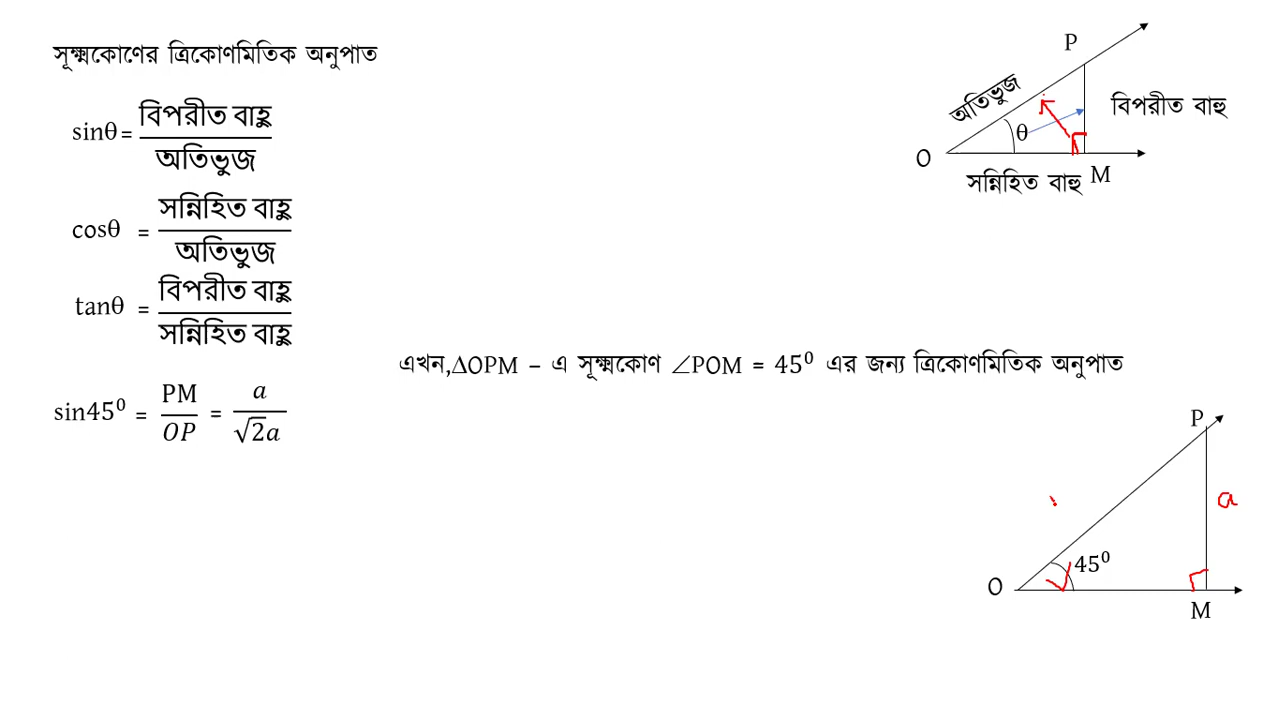 সূক্ষ্মকোণের ত্রিকোণমিতিক অনুপাত
sinθ = বিপরীত বাহু / অতিভুজ
cosθ = সন্নিহিত বাহু / অতিভুজ
tanθ = বিপরীত বাহু / সন্নিহিত বাহু
P
অতিভুজ
θ
বিপরীত বাহু
O
সন্নিহিত বাহু
M
এখন,ΔOPM – এ সূক্ষ্মকোণ ∠POM = 45⁰ এর জন্য ত্রিকোণমিতিক অনুপাত
sin45⁰ = PM / OP = a / √2a
P
a
45⁰
O
M